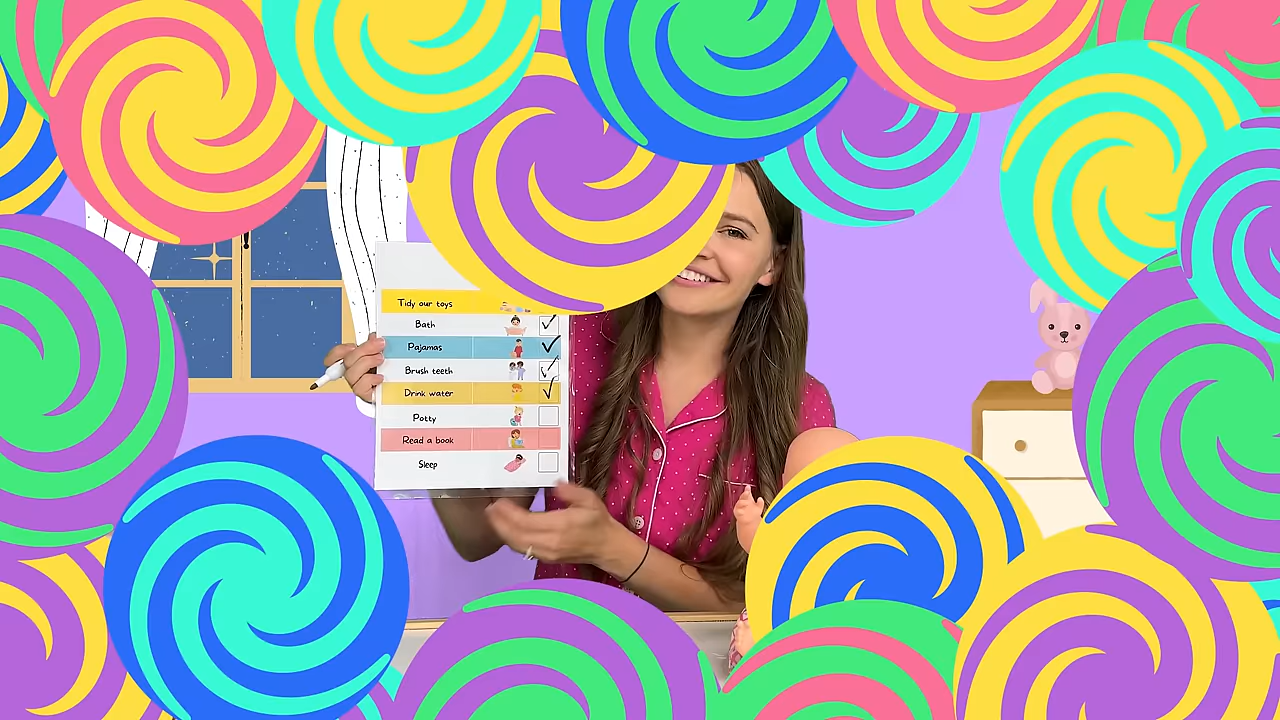 Tidy our toys
Bath
Pajamas
Brush teeth
Drink water
Potty
Read a book
Sleep